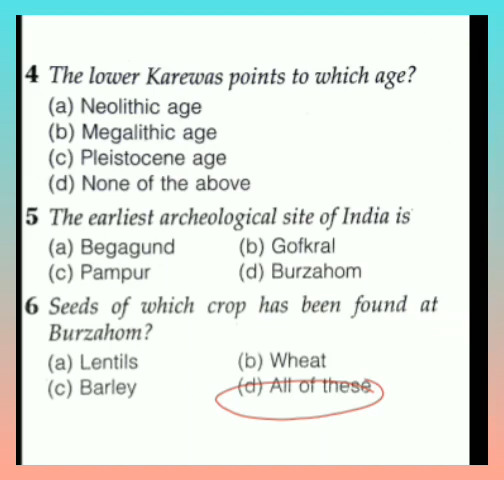 4 The lower Karewas points to which age?
(a) Neolithic age
(b) Megalithic age
(c) Pleistocene age
(d) None of the above
5 The earliest archeological site of India is
(a) Begagund (b) Gofkral
(c) Pampur (d) Burzahom
6 Seeds of which crop has been found at
Burzahom?
(a) Lentils (b) Wheat
(c) Barley (d) All of these